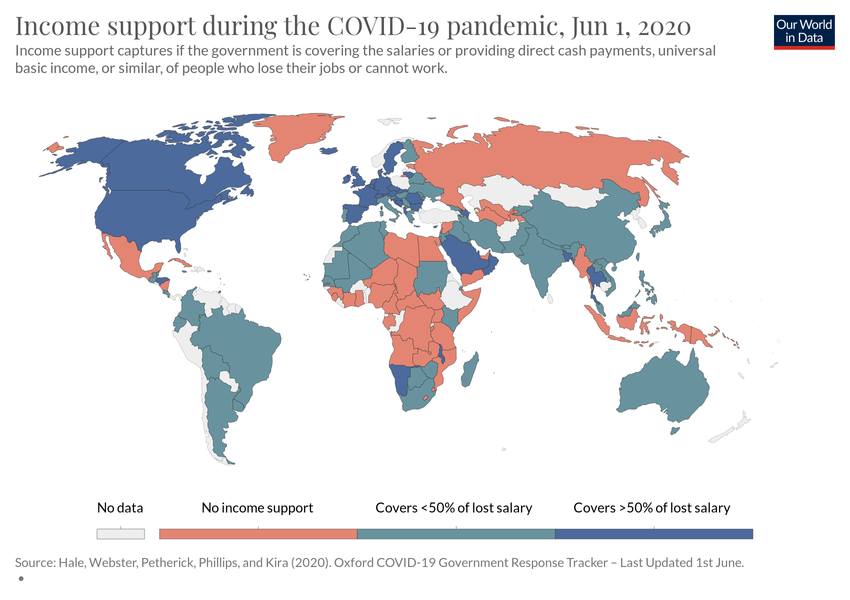 Income support during the COVID-19 pandemic, Jun 1, 2020
Our World
in Data
Income support captures if the government is covering the salaries or providing direct cash payments, universal
basic income, or similar, of people who lose their jobs or cannot work.
No data
No income support
Covers <50% of lost salary
Covers >50% of lost salary
Source: Hale, Webster, Petherick, Phillips, and Kira (2020). Oxford COVID-19 Government Response Tracker – Last Updated 1st June.
•